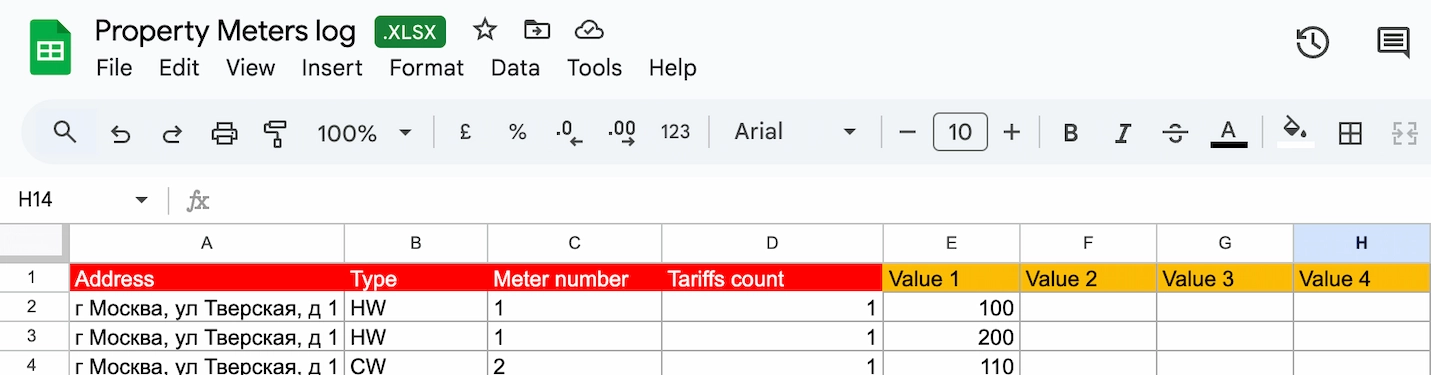 Property Meters log .XLSX
File Edit View Insert Format Data Tools Help
100% £ % .0 .00 123 Arial 10 B I S A
H14 fx
A B C D E F G H
1 Address Type Meter number Tariffs count Value 1 Value 2 Value 3 Value 4
2 г Москва, ул Тверская, д 1 HW 1 1 100
3 г Москва, ул Тверская, д 1 HW 1 1 200
4 г Москва, ул Тверская, д 1 CW 2 1 110